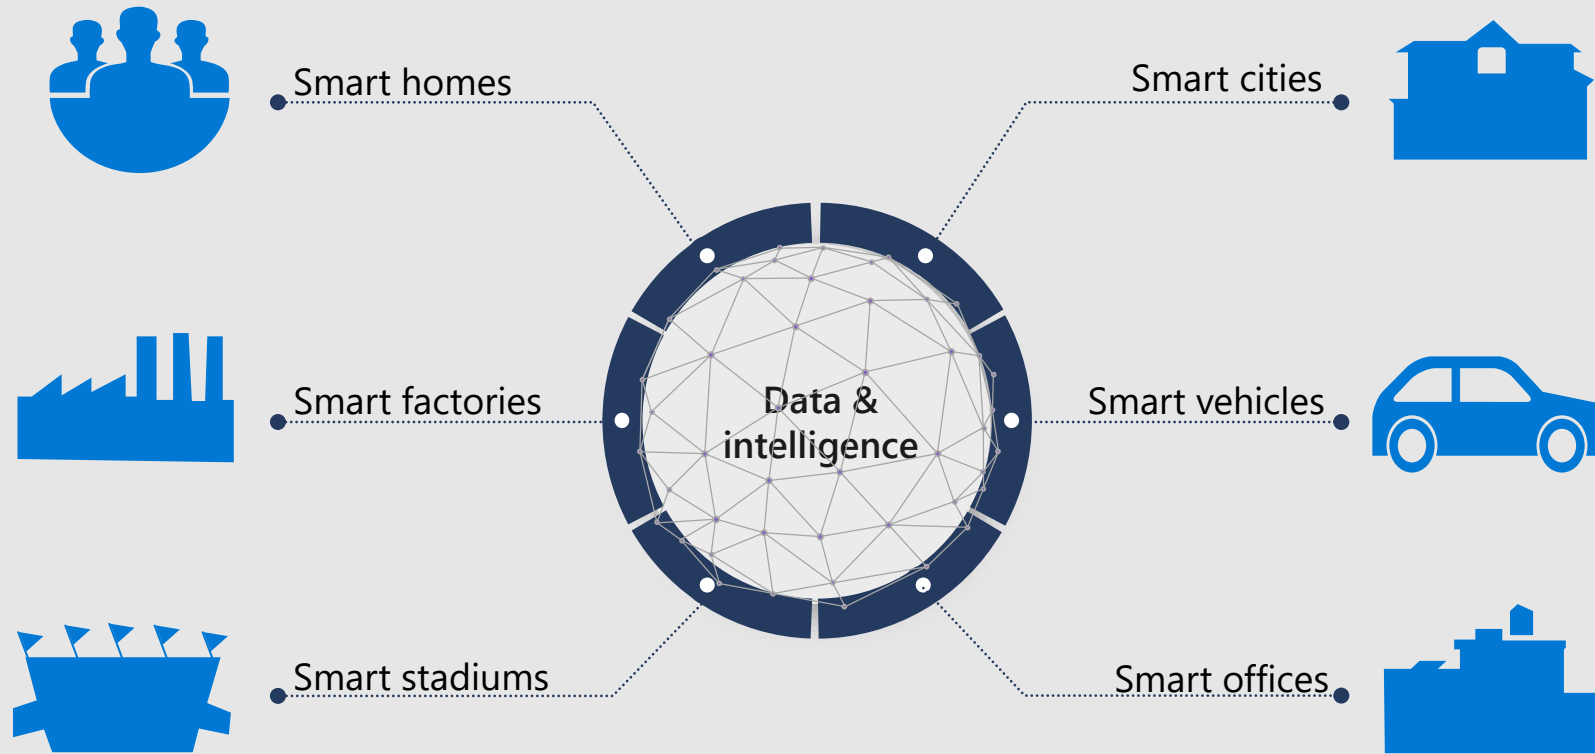 Smart homes
Smart cities
Smart factories
Data &
intelligence
Smart vehicles
Smart stadiums
Smart offices